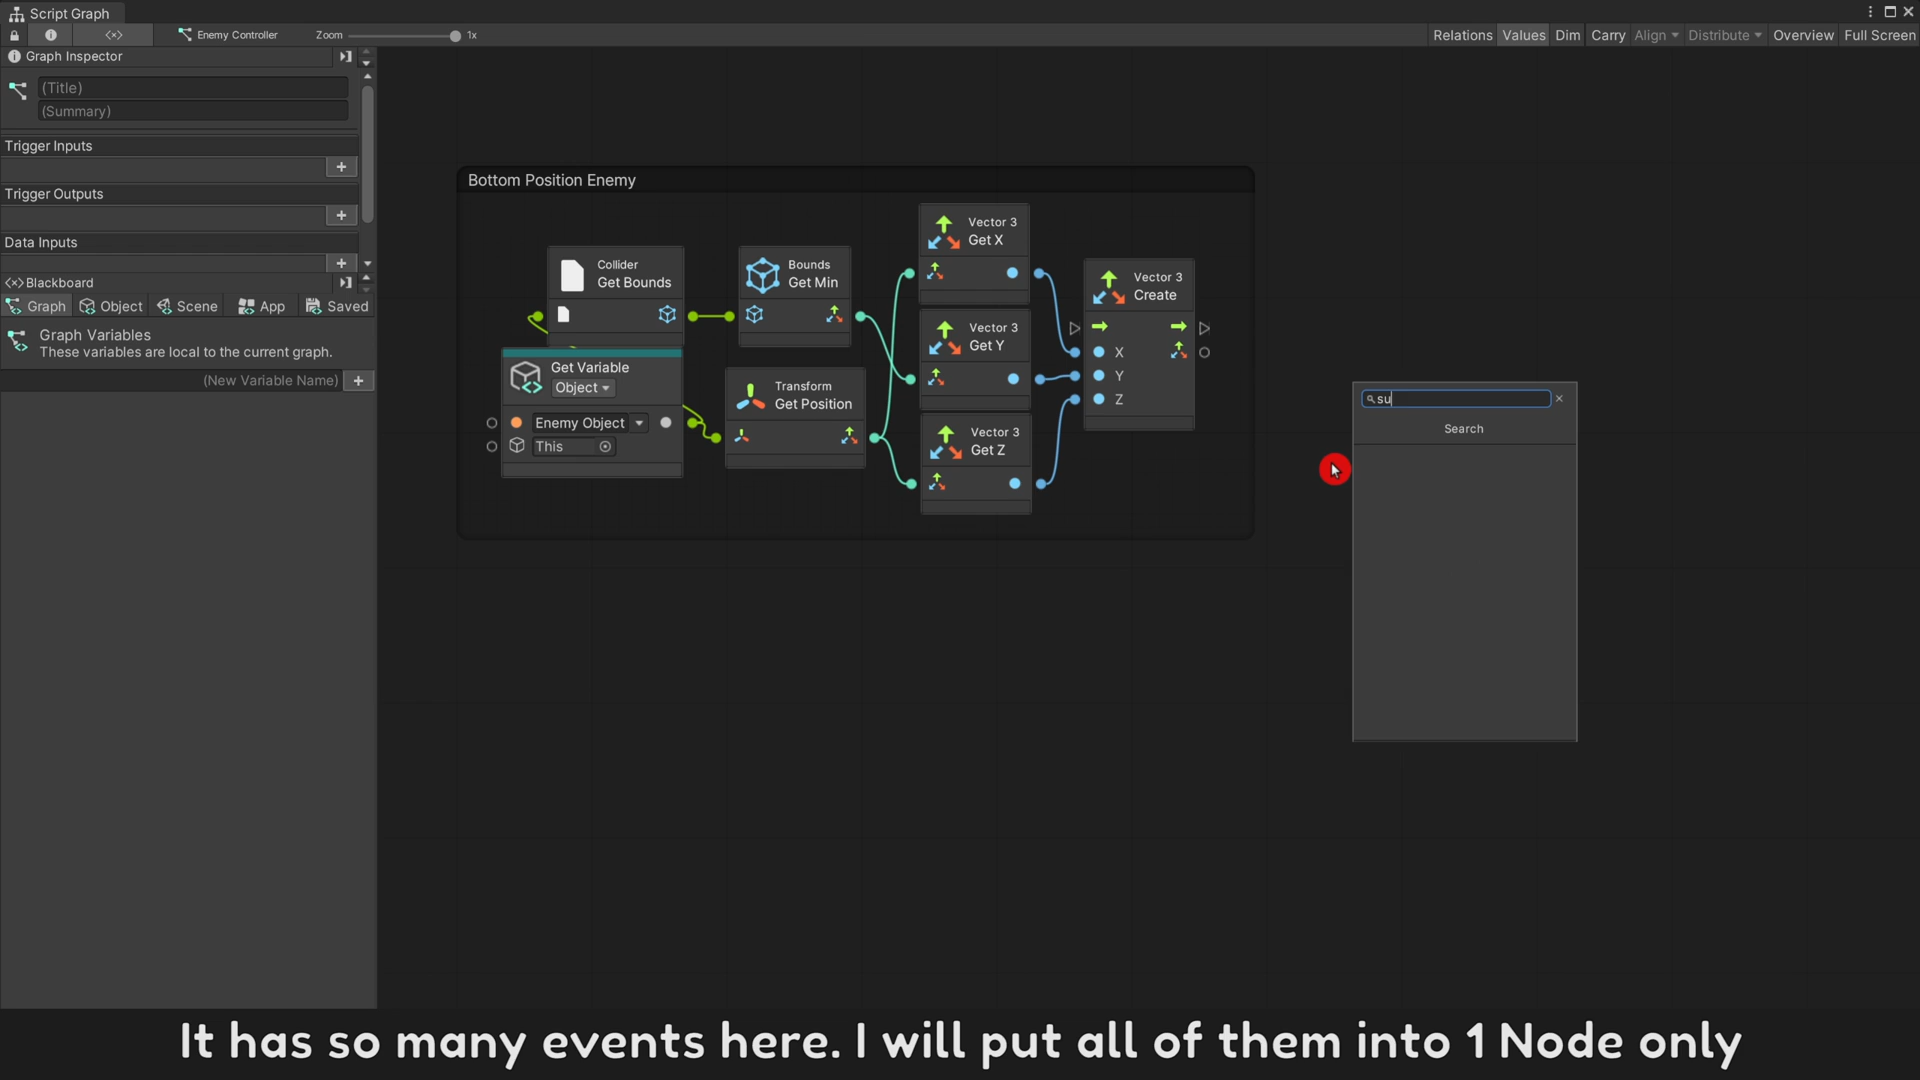 Script Graph
Enemy Controller
Zoom
1x
Relations
Values
Dim
Carry
Align
Distribute
Overview
Full Screen
Graph Inspector
(Title)
(Summary)
Trigger Inputs
+
Trigger Outputs
+
Data Inputs
+
<x> Blackboard
Graph
Object
Scene
App
Saved
Graph Variables
These variables are local to the current graph.
(New Variable Name)
+
Bottom Position Enemy
Collider
Get Bounds
Bounds
Get Min
Get Variable
Object
Enemy Object
This
Transform
Get Position
Vector 3
Get X
Vector 3
Get Y
Vector 3
Get Z
Vector 3
Create
X
Y
Z
su
Search
It has so many events here. I will put all of them into 1 Node only